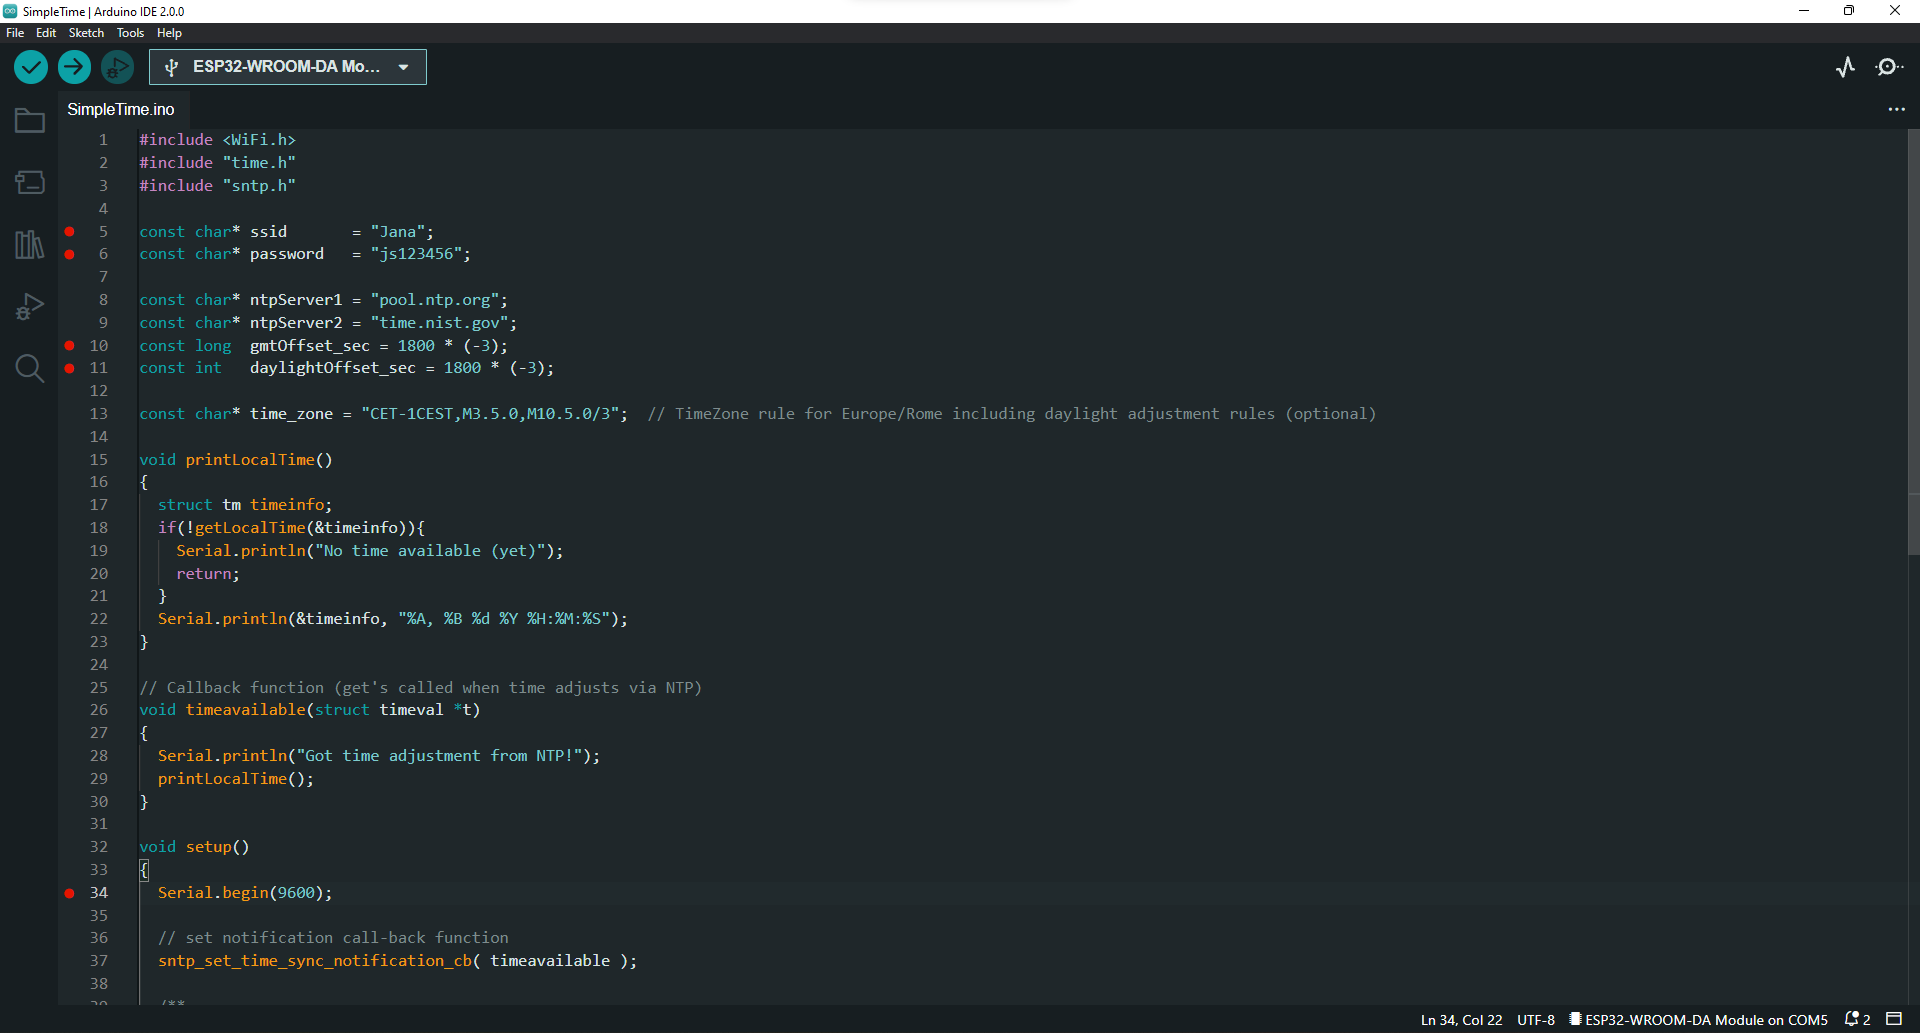 SimpleTime | Arduino IDE 2.0.0
File Edit Sketch Tools Help
ESP32-WROOM-DA Mo...
SimpleTime.ino
1 #include <WiFi.h>
2 #include "time.h"
3 #include "sntp.h"
4
5 const char* ssid       = "Jana";
6 const char* password   = "js123456";
7
8 const char* ntpServer1 = "pool.ntp.org";
9 const char* ntpServer2 = "time.nist.gov";
10 const long  gmtOffset_sec = 1800 * (-3);
11 const int   daylightOffset_sec = 1800 * (-3);
12
13 const char* time_zone = "CET-1CEST,M3.5.0,M10.5.0/3";  // TimeZone rule for Europe/Rome including daylight adjustment rules (optional)
14
15 void printLocalTime()
16 {
17   struct tm timeinfo;
18   if(!getLocalTime(&timeinfo)){
19     Serial.println("No time available (yet)");
20     return;
21   }
22   Serial.println(&timeinfo, "%A, %B %d %Y %H:%M:%S");
23 }
24
25 // Callback function (get's called when time adjusts via NTP)
26 void timeavailable(struct timeval *t)
27 {
28   Serial.println("Got time adjustment from NTP!");
29   printLocalTime();
30 }
31
32 void setup()
33 {
34   Serial.begin(9600);
35
36   // set notification call-back function
37   sntp_set_time_sync_notification_cb( timeavailable );
38
39   /**
Ln 34, Col 22 UTF-8 ESP32-WROOM-DA Module on COM5 2